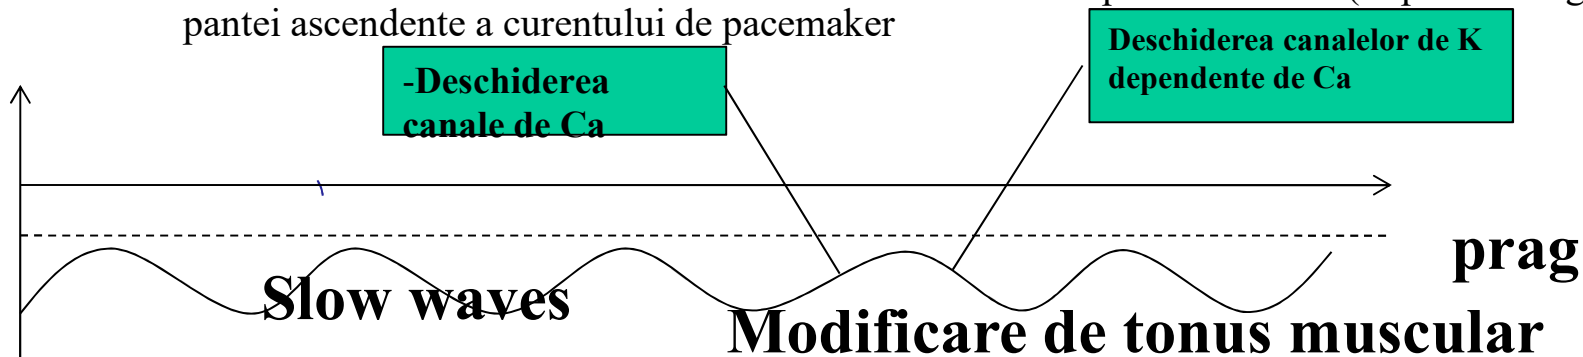 pantei ascendente a curentului de pacemaker
-Deschiderea
canale de Ca
Deschiderea canalelor de K
dependente de Ca
prag
Slow waves
Modificare de tonus muscular